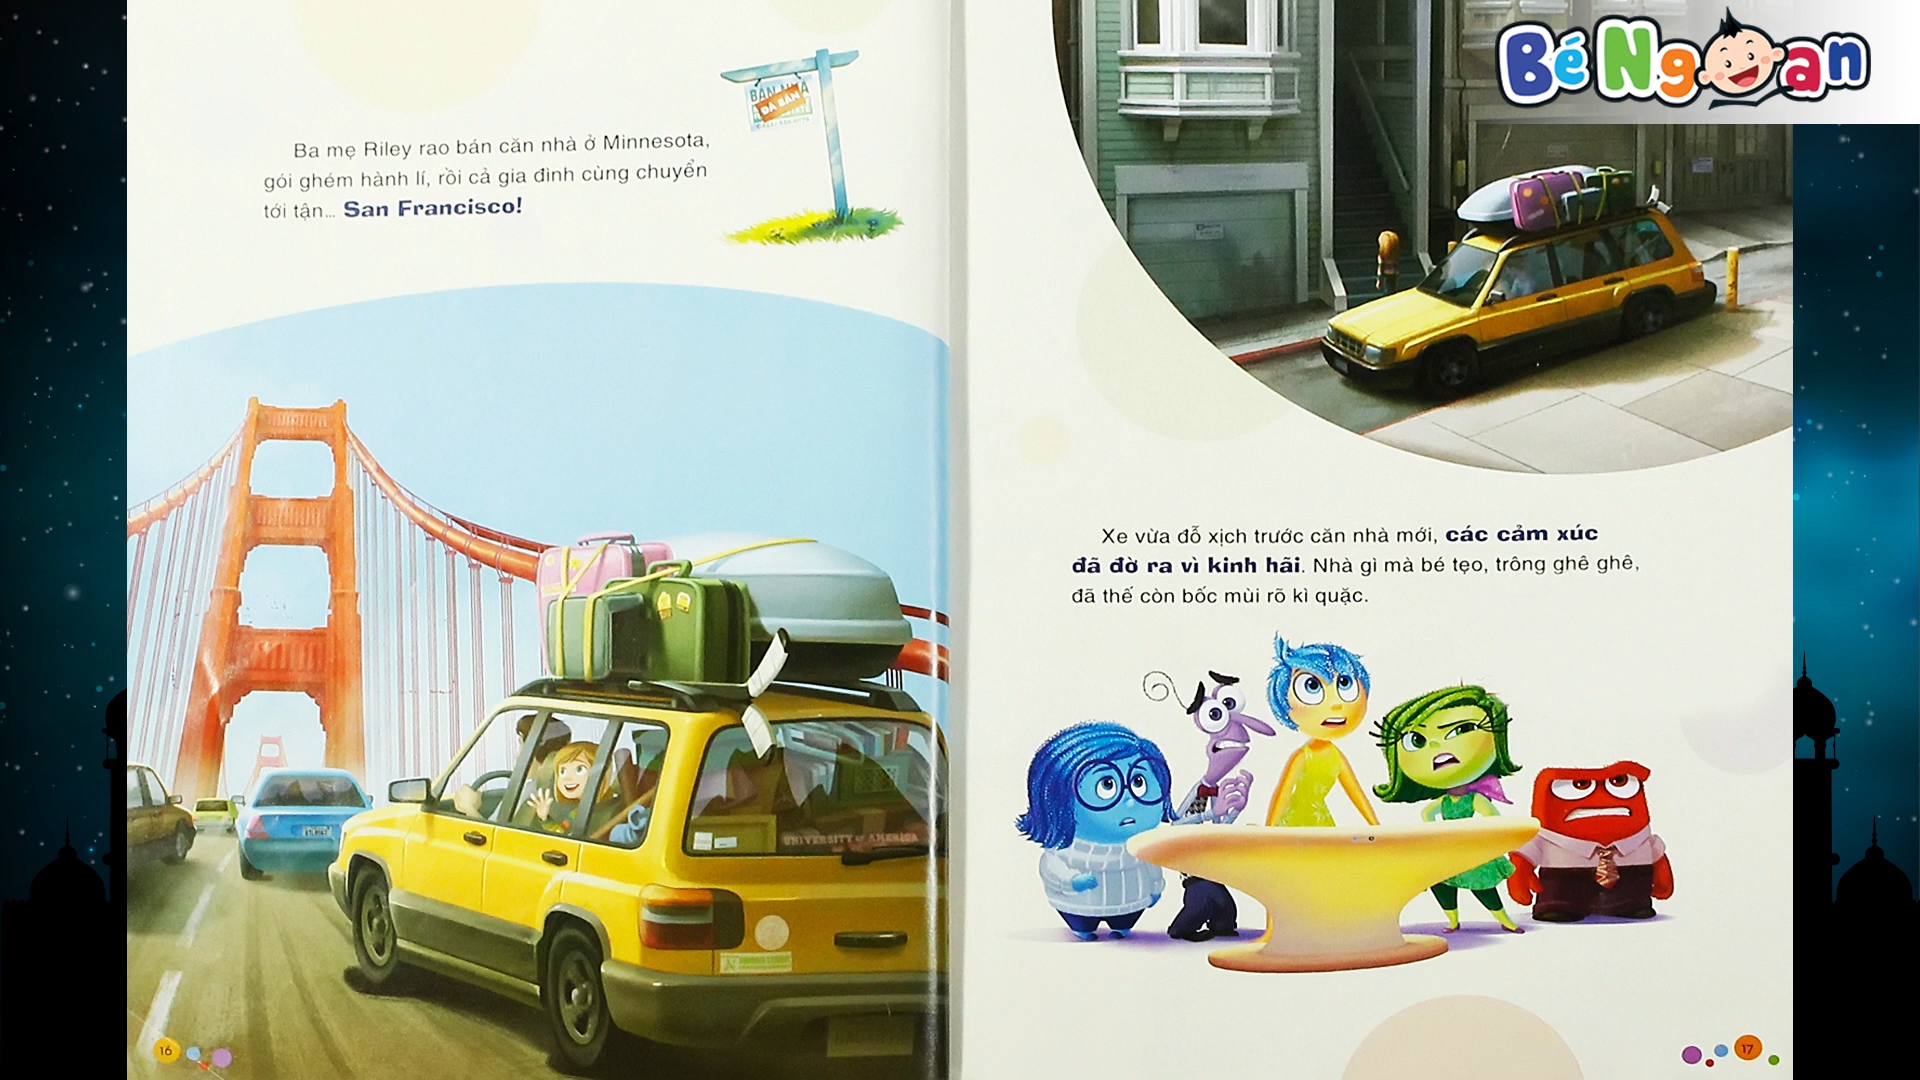 Bé Ngoan
BÁN NHÀ
ĐÃ BÁN
Ba mẹ Riley rao bán căn nhà ở Minnesota,
gói ghém hành lí, rồi cả gia đình cùng chuyển
tới tận... San Francisco!
UNIVERSITY of AMERICA
16
Xe vừa đỗ xịch trước căn nhà mới, các cảm xúc
đã đờ ra vì kinh hãi. Nhà gì mà bé tẹo, trông ghê ghê,
đã thế còn bốc mùi rõ kì quặc.
17